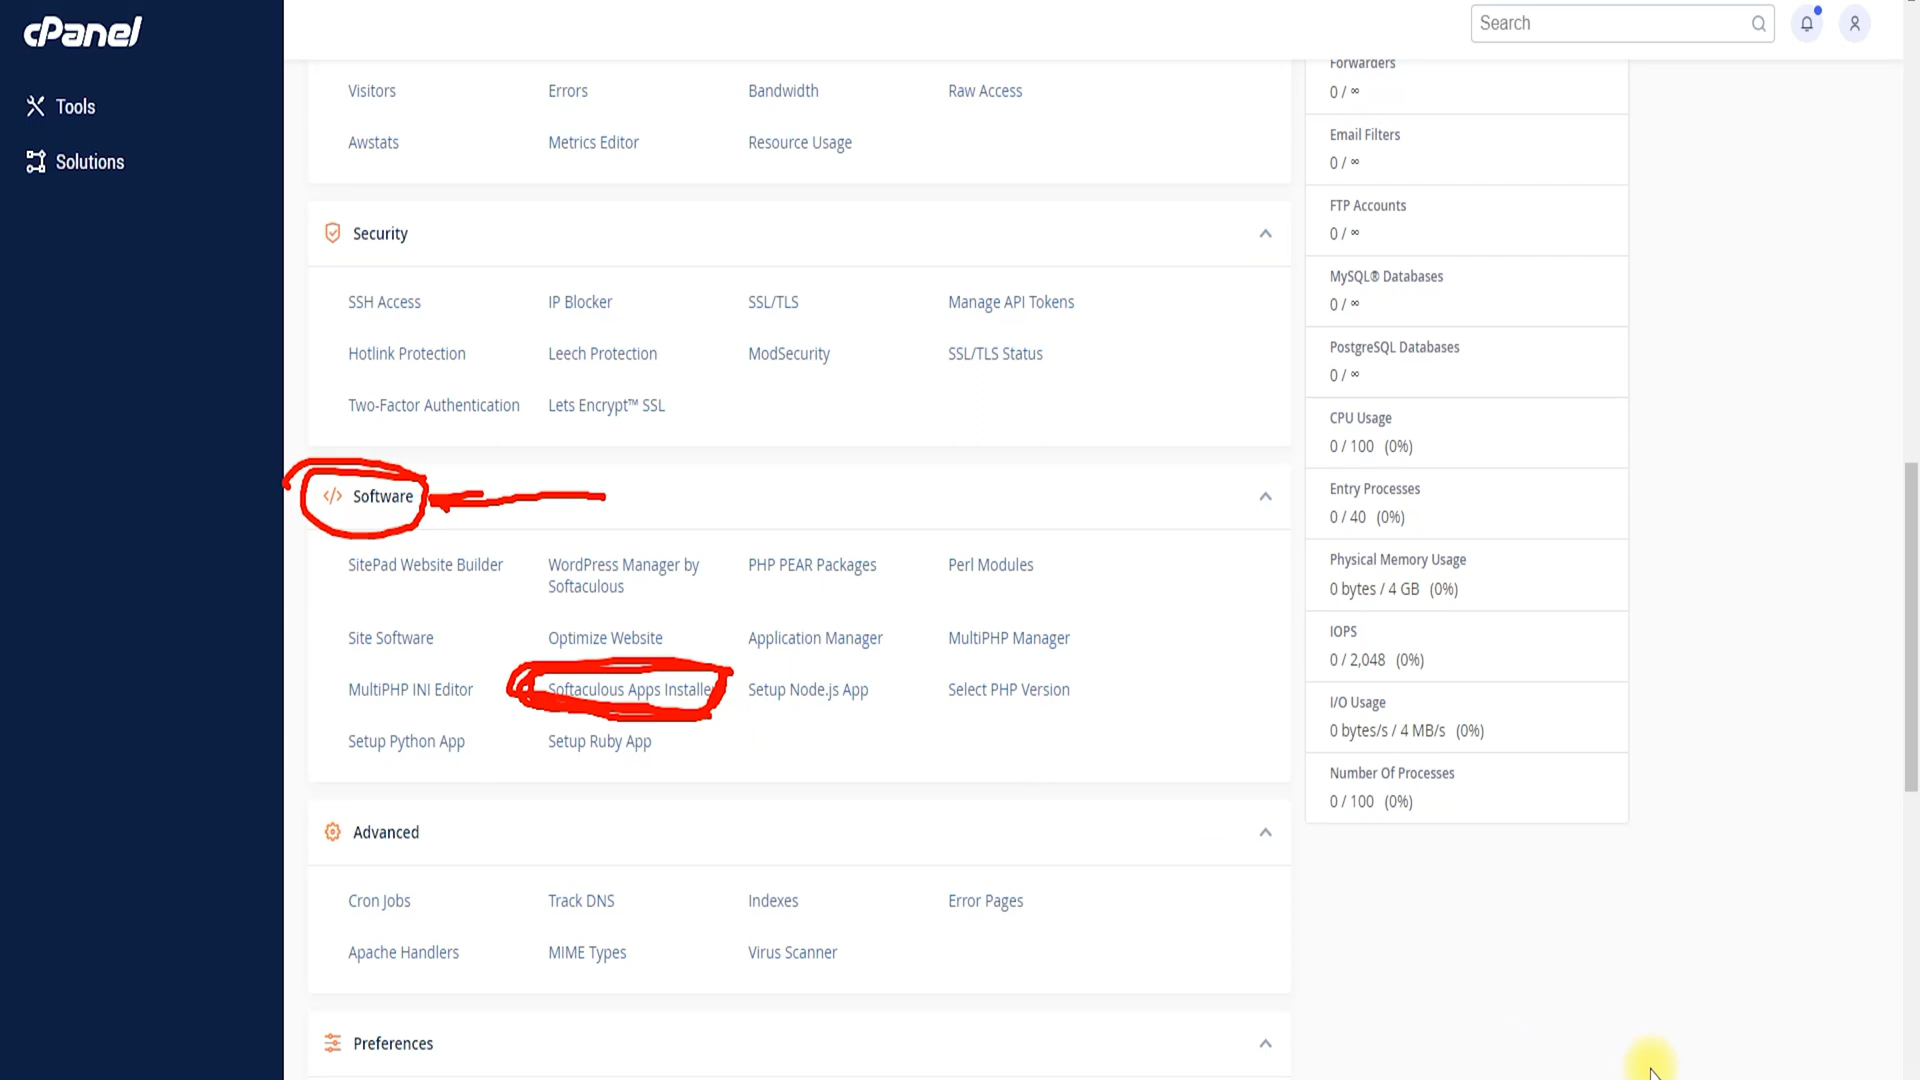 cPanel
Search
Tools
Solutions
Visitors Errors Bandwidth Raw Access
Awstats Metrics Editor Resource Usage
Security
SSH Access IP Blocker SSL/TLS Manage API Tokens
Hotlink Protection Leech Protection ModSecurity SSL/TLS Status
Two-Factor Authentication Lets Encrypt™ SSL
Software
SitePad Website Builder WordPress Manager by Softaculous PHP PEAR Packages Perl Modules
Site Software Optimize Website Application Manager MultiPHP Manager
MultiPHP INI Editor Softaculous Apps Installer Setup Node.js App Select PHP Version
Setup Python App Setup Ruby App
Advanced
Cron Jobs Track DNS Indexes Error Pages
Apache Handlers MIME Types Virus Scanner
Preferences
Forwarders
0 / ∞
Email Filters
0 / ∞
FTP Accounts
0 / ∞
MySQL® Databases
0 / ∞
PostgreSQL Databases
0 / ∞
CPU Usage
0 / 100 (0%)
Entry Processes
0 / 40 (0%)
Physical Memory Usage
0 bytes / 4 GB (0%)
IOPS
0 / 2,048 (0%)
I/O Usage
0 bytes/s / 4 MB/s (0%)
Number Of Processes
0 / 100 (0%)